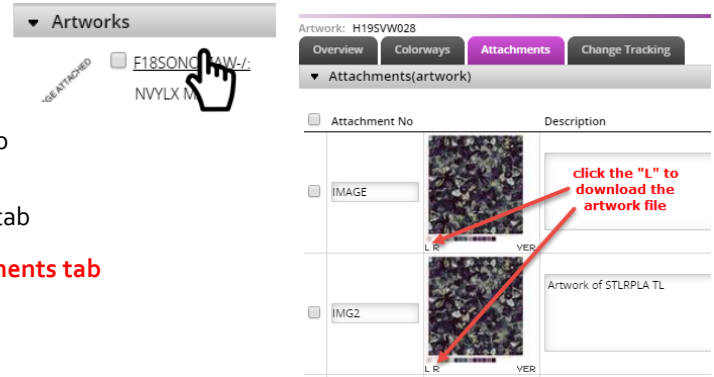 Artworks
NVYLX
o
tab
ments tab
Artwork: H19SVW028
Overview Colorways Attachments Change Tracking
Attachments(artwork)
Attachment No Description
IMAGE
click the "L" to
download the
artwork file
L R VER
IMG2
Artwork of STLRPLA TL
L R VER